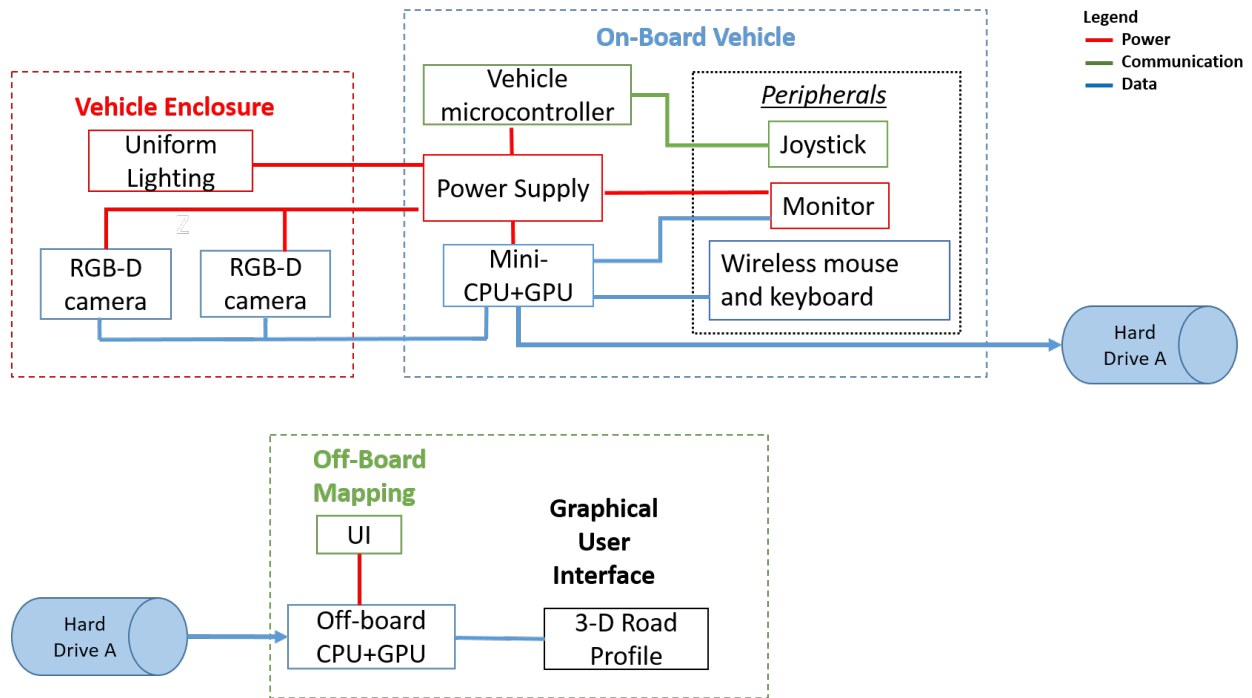 On-Board Vehicle
Legend
Power
Communication
Data
Vehicle Enclosure
Uniform
Lighting
Z
RGB-D
camera
RGB-D
camera
Vehicle
microcontroller
Power Supply
Mini-
CPU+GPU
Peripherals
Joystick
Monitor
Wireless mouse
and keyboard
Hard
Drive A
Off-Board
Mapping
UI
Graphical
User
Interface
Hard
Drive A
Off-board
CPU+GPU
3-D Road
Profile